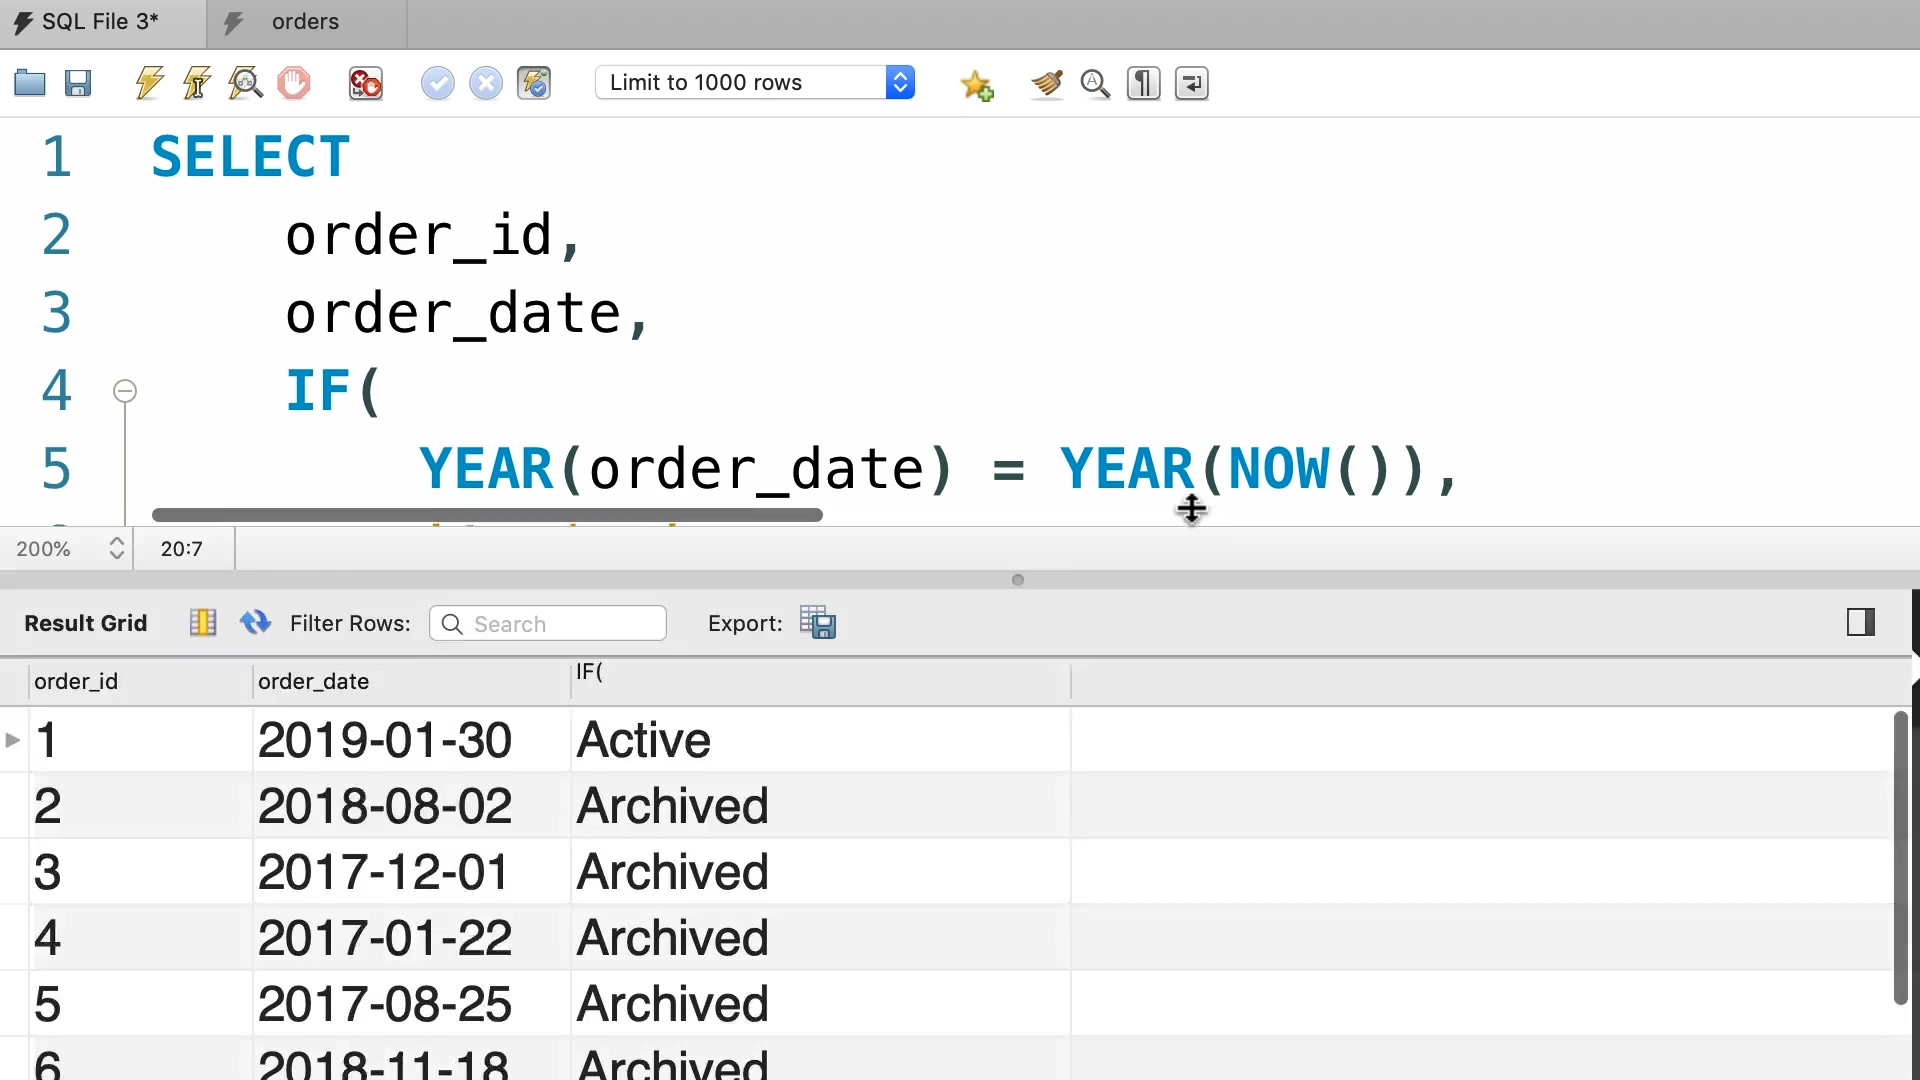 SQL File 3*
orders
Limit to 1000 rows
1 SELECT
2 order_id,
3 order_date,
4 IF(
5 YEAR(order_date) = YEAR(NOW()),
200%
20:7
Result Grid
Filter Rows:
Search
Export:
order_id order_date IF(
1 2019-01-30 Active
2 2018-08-02 Archived
3 2017-12-01 Archived
4 2017-01-22 Archived
5 2017-08-25 Archived
6 2018-11-18 Archived